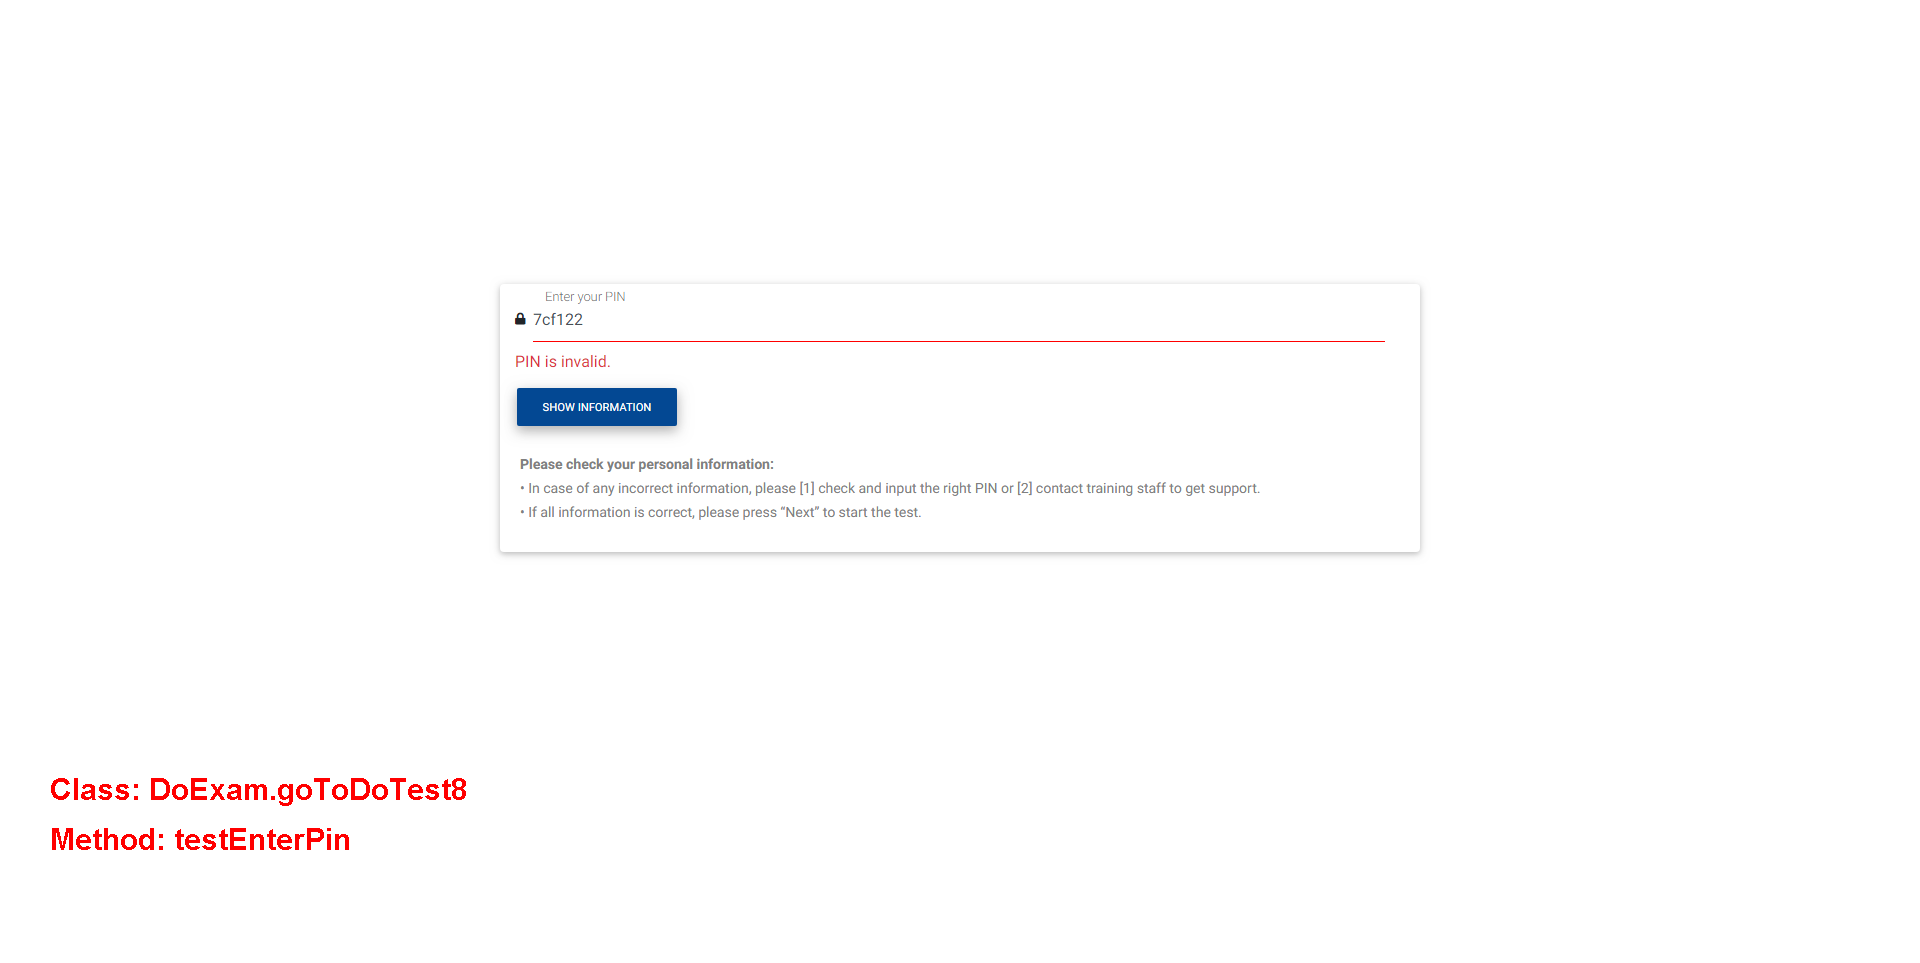 Enter your PIN
7cf122
PIN is invalid.
SHOW INFORMATION
Please check your personal information:
• In case of any incorrect information, please [1] check and input the right PIN or [2] contact training staff to get support.
• If all information is correct, please press “Next” to start the test.
Class: DoExam.goToDoTest8
Method: testEnterPin